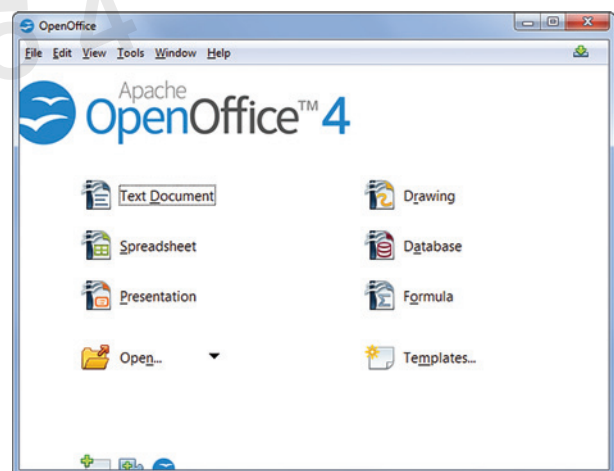 OpenOffice
File Edit View Tools Window Help
Apache
OpenOffice™ 4
Text Document
Drawing
Spreadsheet
Database
Presentation
Formula
Open...
Templates...